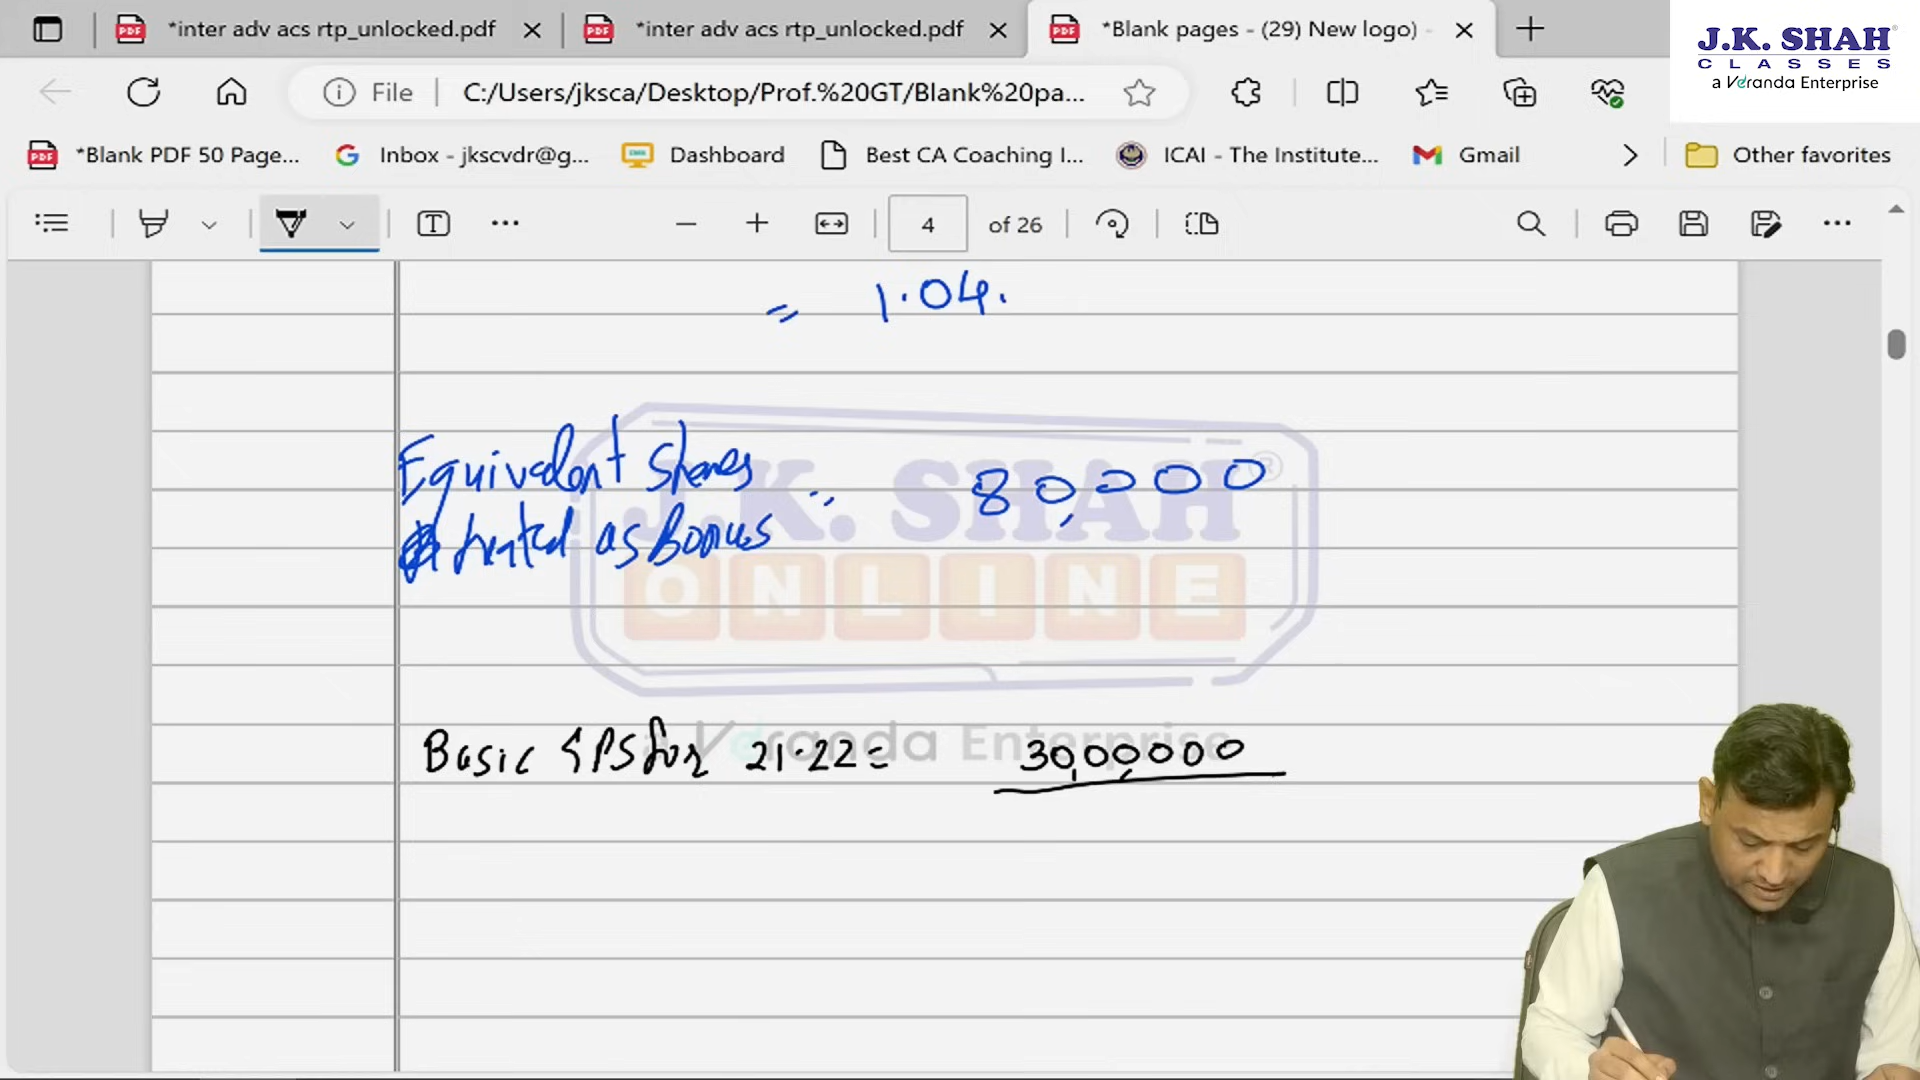 *inter adv acs rtp_unlocked.pdf
*inter adv acs rtp_unlocked.pdf
*Blank pages - (29) New logo) -
J.K. SHAH
CLASSES
a Veranda Enterprise
File
C:/Users/jksca/Desktop/Prof.%20GT/Blank%20pa...
*Blank PDF 50 Page...
Inbox - jkscvdr@g...
Dashboard
Best CA Coaching I...
ICAI - The Institute...
Gmail
Other favorites
4 of 26
= 1.04.
Equivalent Shares = 80,000
treated as Bonus
J.K. SHAH®
ONLINE
a Veranda Enterprise
Basic EPS for 21-22 = 30,00,000